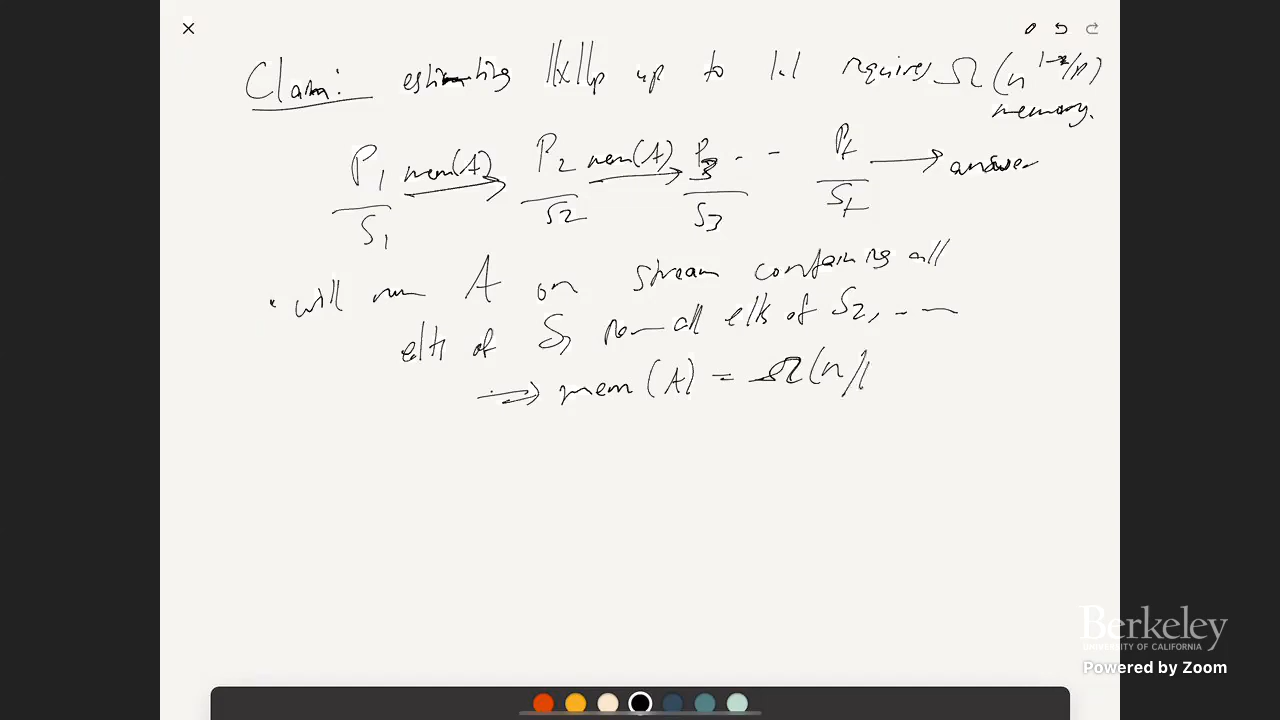 Claim: estimating ||x||p up to 1.1 requires Ω(n^{1-2/p})
memory.
P1 mem(A) P2 mem(A) P3 . - - Pt → answer
S1 S2 S3 St
• will run A on stream containing all
elts of S1 then all elts of S2, - - —
⟹ mem(A) = Ω(n/t
Berkeley
UNIVERSITY OF CALIFORNIA
Powered by Zoom